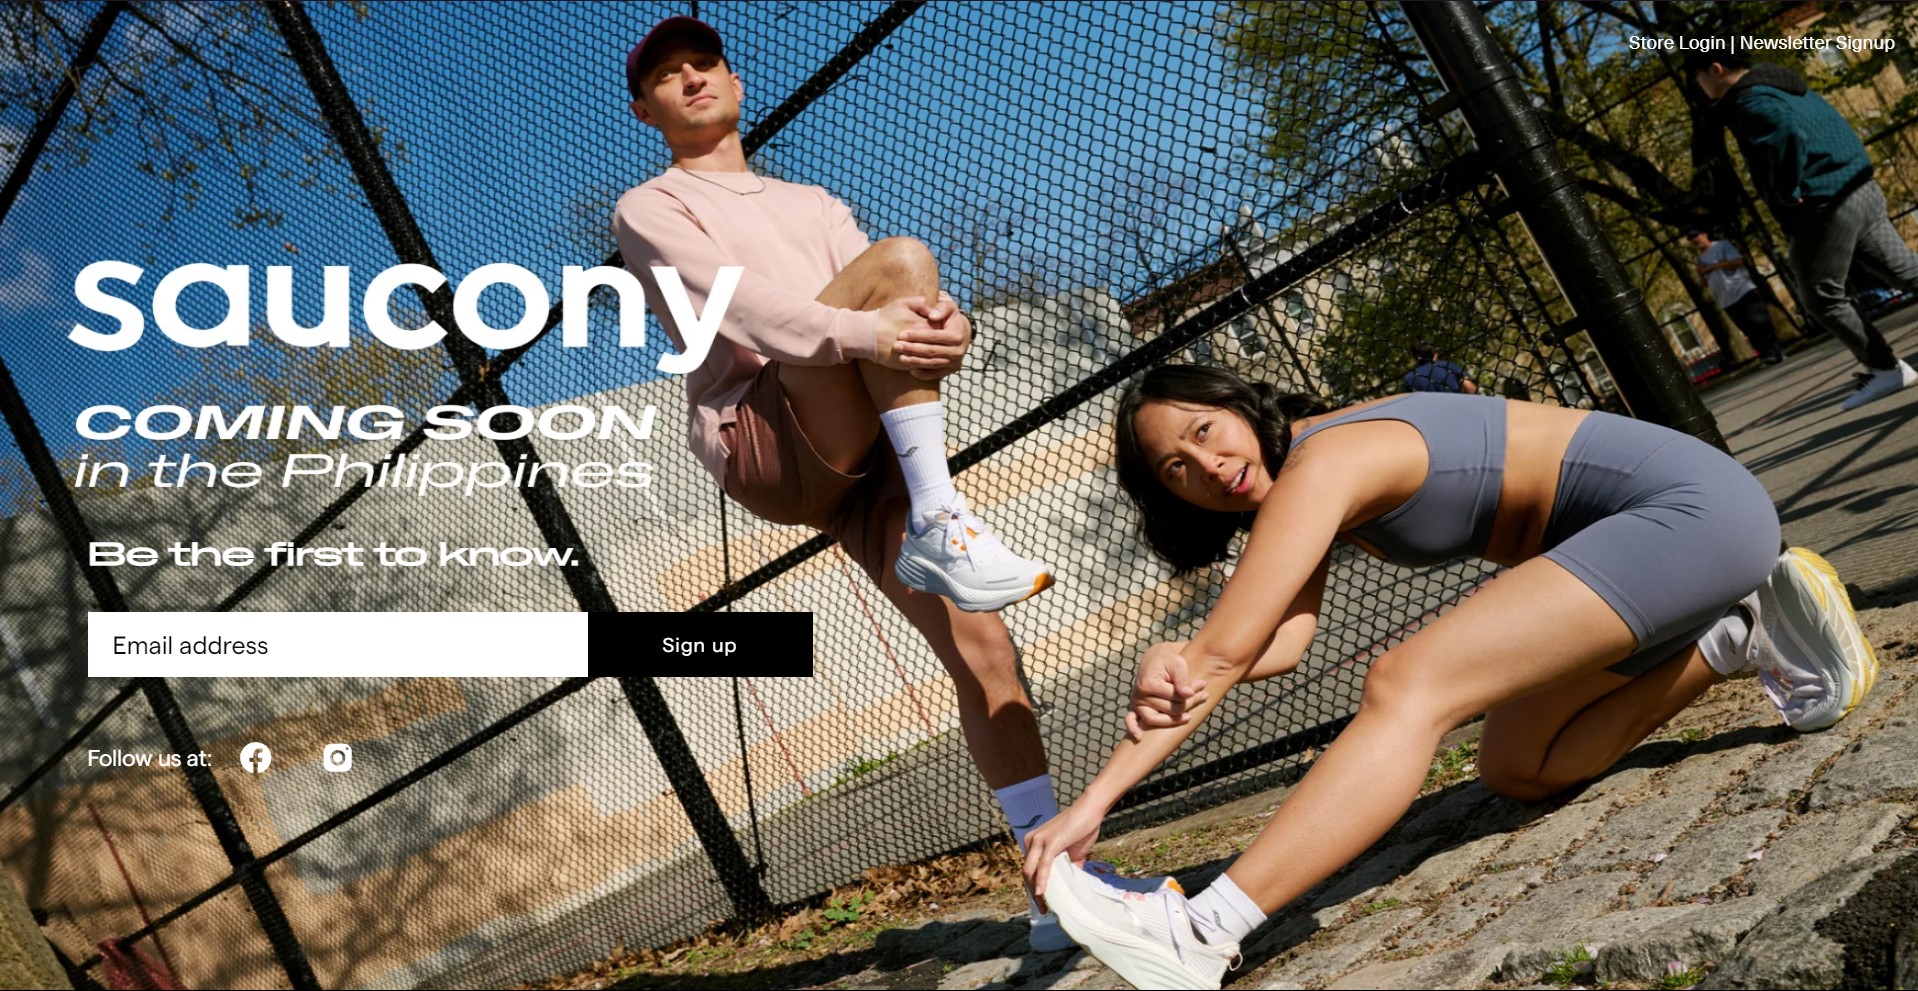 Store Login | Newsletter Signup
saucony
COMING SOON
in the Philippines
Be the first to know.
Email address
Sign up
Follow us at: